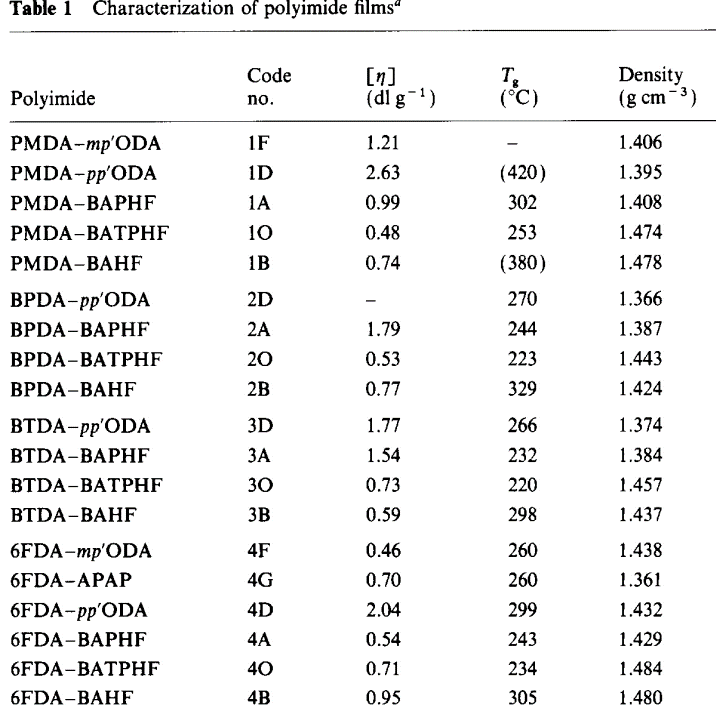 Table 1 Characterization of polyimide filmsᵃ
Polyimide Code no. [η] (dl g⁻¹) Tg (°C) Density (g cm⁻³)
PMDA–mp′ODA 1F 1.21 – 1.406
PMDA–pp′ODA 1D 2.63 (420) 1.395
PMDA–BAPHF 1A 0.99 302 1.408
PMDA–BATPHF 1O 0.48 253 1.474
PMDA–BAHF 1B 0.74 (380) 1.478
BPDA–pp′ODA 2D – 270 1.366
BPDA–BAPHF 2A 1.79 244 1.387
BPDA–BATPHF 2O 0.53 223 1.443
BPDA–BAHF 2B 0.77 329 1.424
BTDA–pp′ODA 3D 1.77 266 1.374
BTDA–BAPHF 3A 1.54 232 1.384
BTDA–BATPHF 3O 0.73 220 1.457
BTDA–BAHF 3B 0.59 298 1.437
6FDA–mp′ODA 4F 0.46 260 1.438
6FDA–APAP 4G 0.70 260 1.361
6FDA–pp′ODA 4D 2.04 299 1.432
6FDA–BAPHF 4A 0.54 243 1.429
6FDA–BATPHF 4O 0.71 234 1.484
6FDA–BAHF 4B 0.95 305 1.480